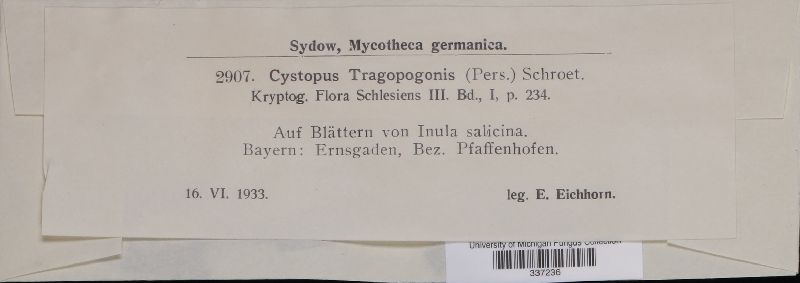 Sydow, Mycotheca germanica.
2907. Cystopus Tragopogonis (Pers.) Schroet.
Kryptog. Flora Schlesiens III. Bd., I, p. 234.
Auf Blättern von Inula salicina.
Bayern: Ernsgaden, Bez. Pfaffenhofen.
16. VI. 1933. leg. E. Eichhorn.
University of Michigan Fungus Collection
337236